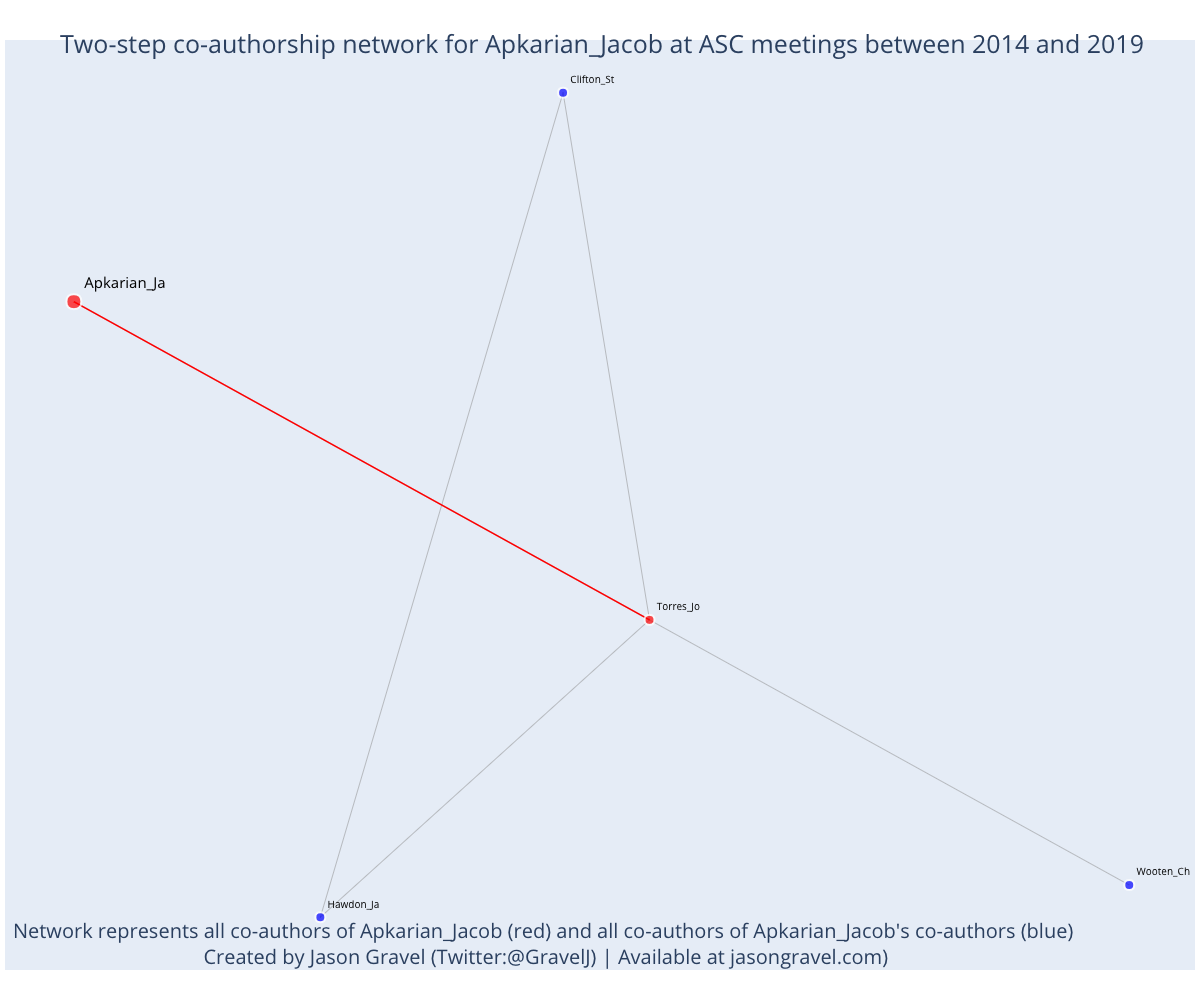 Two-step co-authorship network for Apkarian_Jacob at ASC meetings between 2014 and 2019
Clifton_St
Apkarian_Ja
Torres_Jo
Wooten_Ch
Hawdon_Ja
Network represents all co-authors of Apkarian_Jacob (red) and all co-authors of Apkarian_Jacob's co-authors (blue)
Created by Jason Gravel (Twitter:@GravelJ) | Available at jasongravel.com)